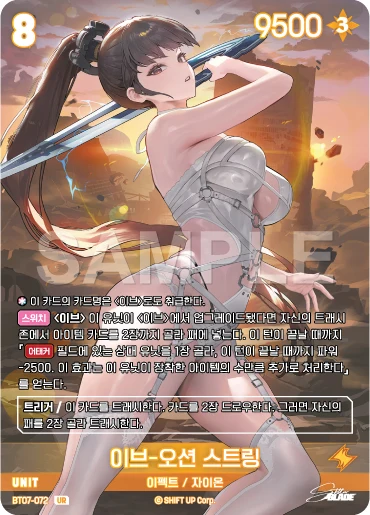 8
9500 3
SAMPLE
※ 이 카드의 카드명은 <이브>로도 취급한다.
스위치 <이브> 이 유닛이 <이브>에서 업그레이드됐다면 자신의 트래시
존에서 아이템 카드를 2장까지 골라 패에 넣는다. 이 턴이 끝날 때까지
「어태커 필드에 있는 상대 유닛을 1장 골라, 이 턴이 끝날 때까지 파워
-2500. 이 효과는 이 유닛이 장착한 아이템의 수만큼 추가로 처리한다.」
를 얻는다.
트리거 / 이 카드를 트래시한다. 카드를 2장 드로우한다. 그러면 자신의
패를 2장 골라 트래시한다.
이브-오션 스트링
UNIT
이펙트 / 자이온
BT07-072 UR
© SHIFT UP Corp.
Stellar BLADE